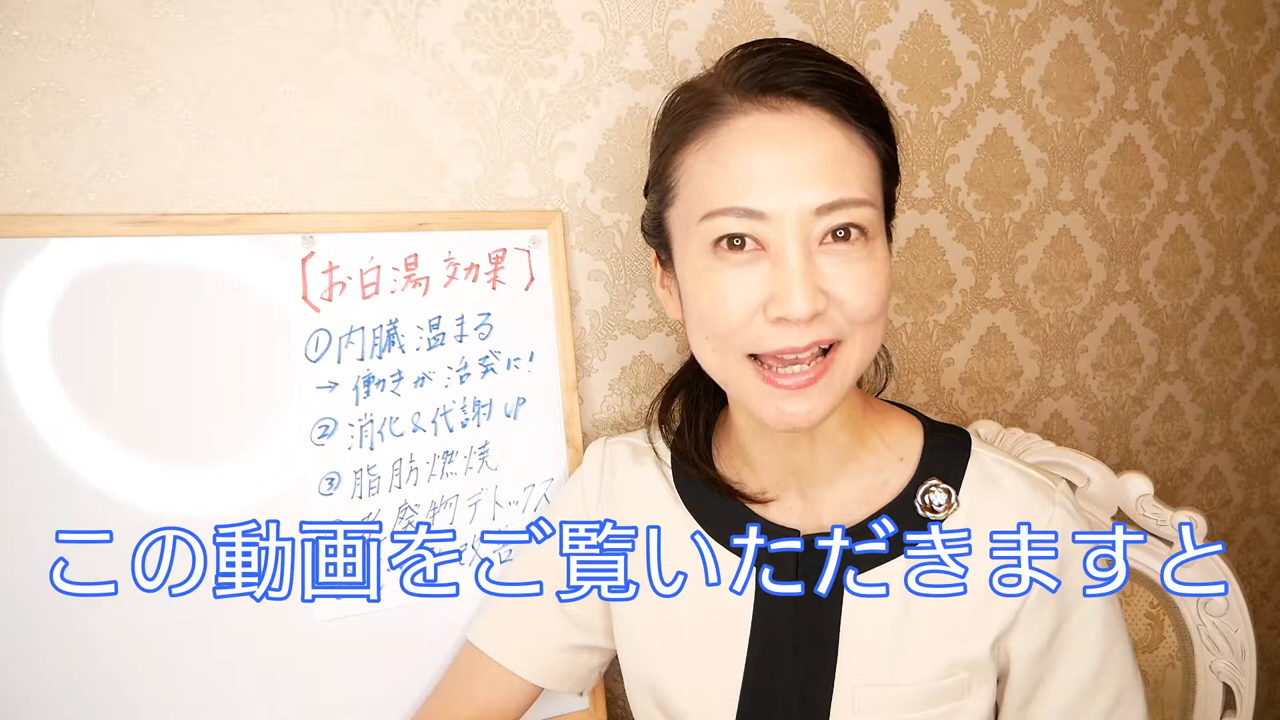 [お白湯効果]
①内臓温まる
→働きが活発に!
②消化&代謝UP
③脂肪燃焼
廃物デトックス
この動画をご覧いただきますと